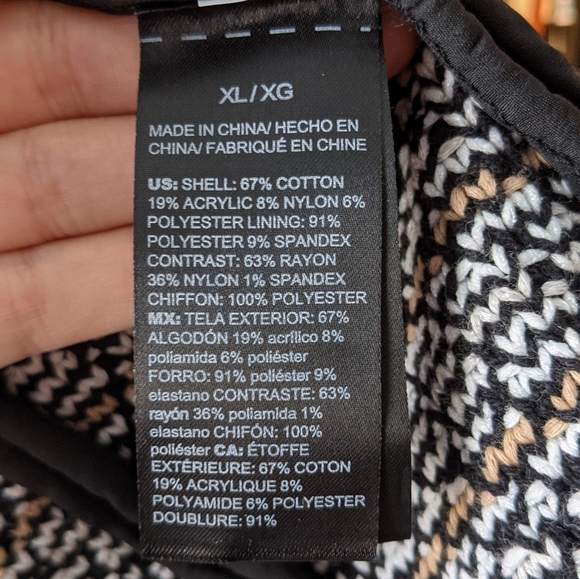 XL/XG
MADE IN CHINA/ HECHO EN
CHINA/ FABRIQUÉ EN CHINE
US: SHELL: 67% COTTON
19% ACRYLIC 8% NYLON 6%
POLYESTER LINING: 91%
POLYESTER 9% SPANDEX
CONTRAST: 63% RAYON
36% NYLON 1% SPANDEX
CHIFFON: 100% POLYESTER
MX: TELA EXTERIOR: 67%
ALGODÓN 19% acrílico 8%
poliamida 6% poliéster
FORRO: 91% poliéster 9%
elastano CONTRASTE: 63%
rayón 36% poliamida 1%
elastano CHIFÓN: 100%
poliéster CA: ÉTOFFE
EXTÉRIEURE: 67% COTON
19% ACRYLIQUE 8%
POLYAMIDE 6% POLYESTER
DOUBLURE: 91%